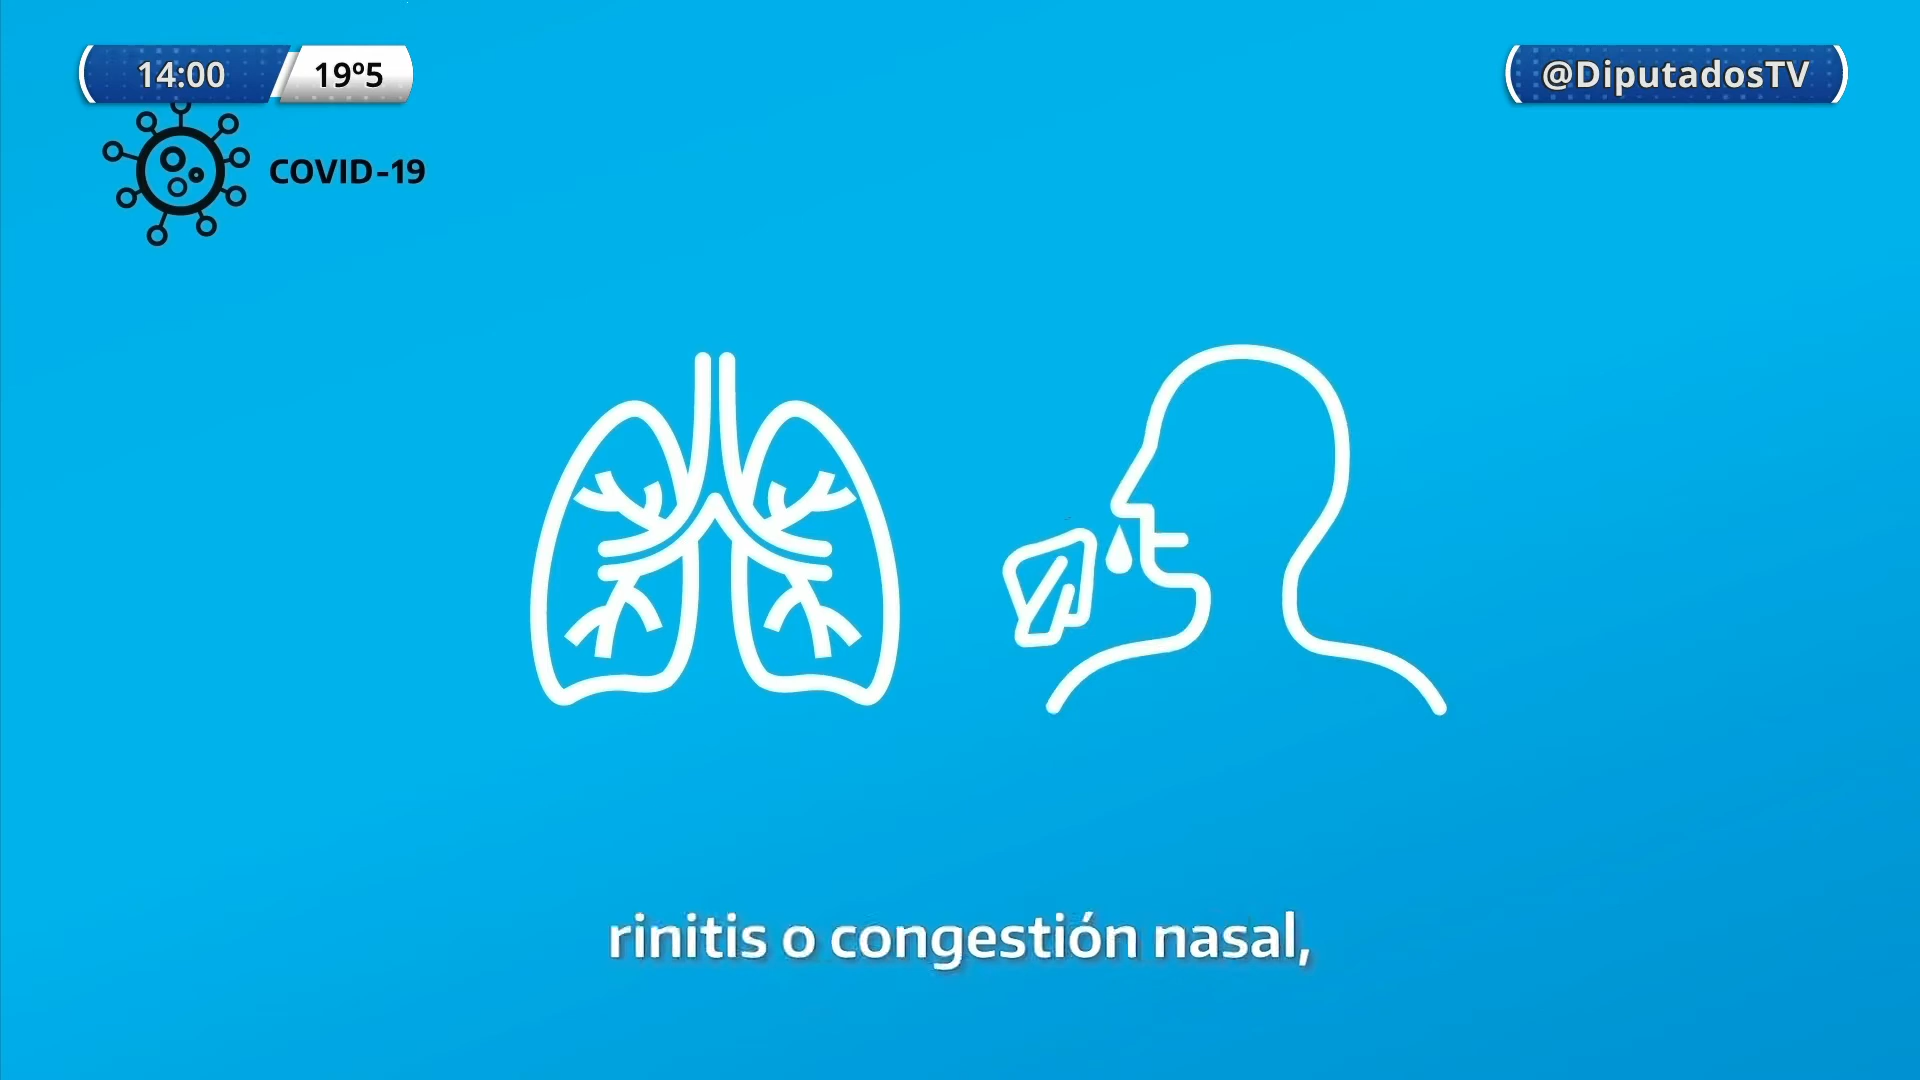 14:00 19º5
@DiputadosTV
COVID-19
rinitis o congestión nasal,